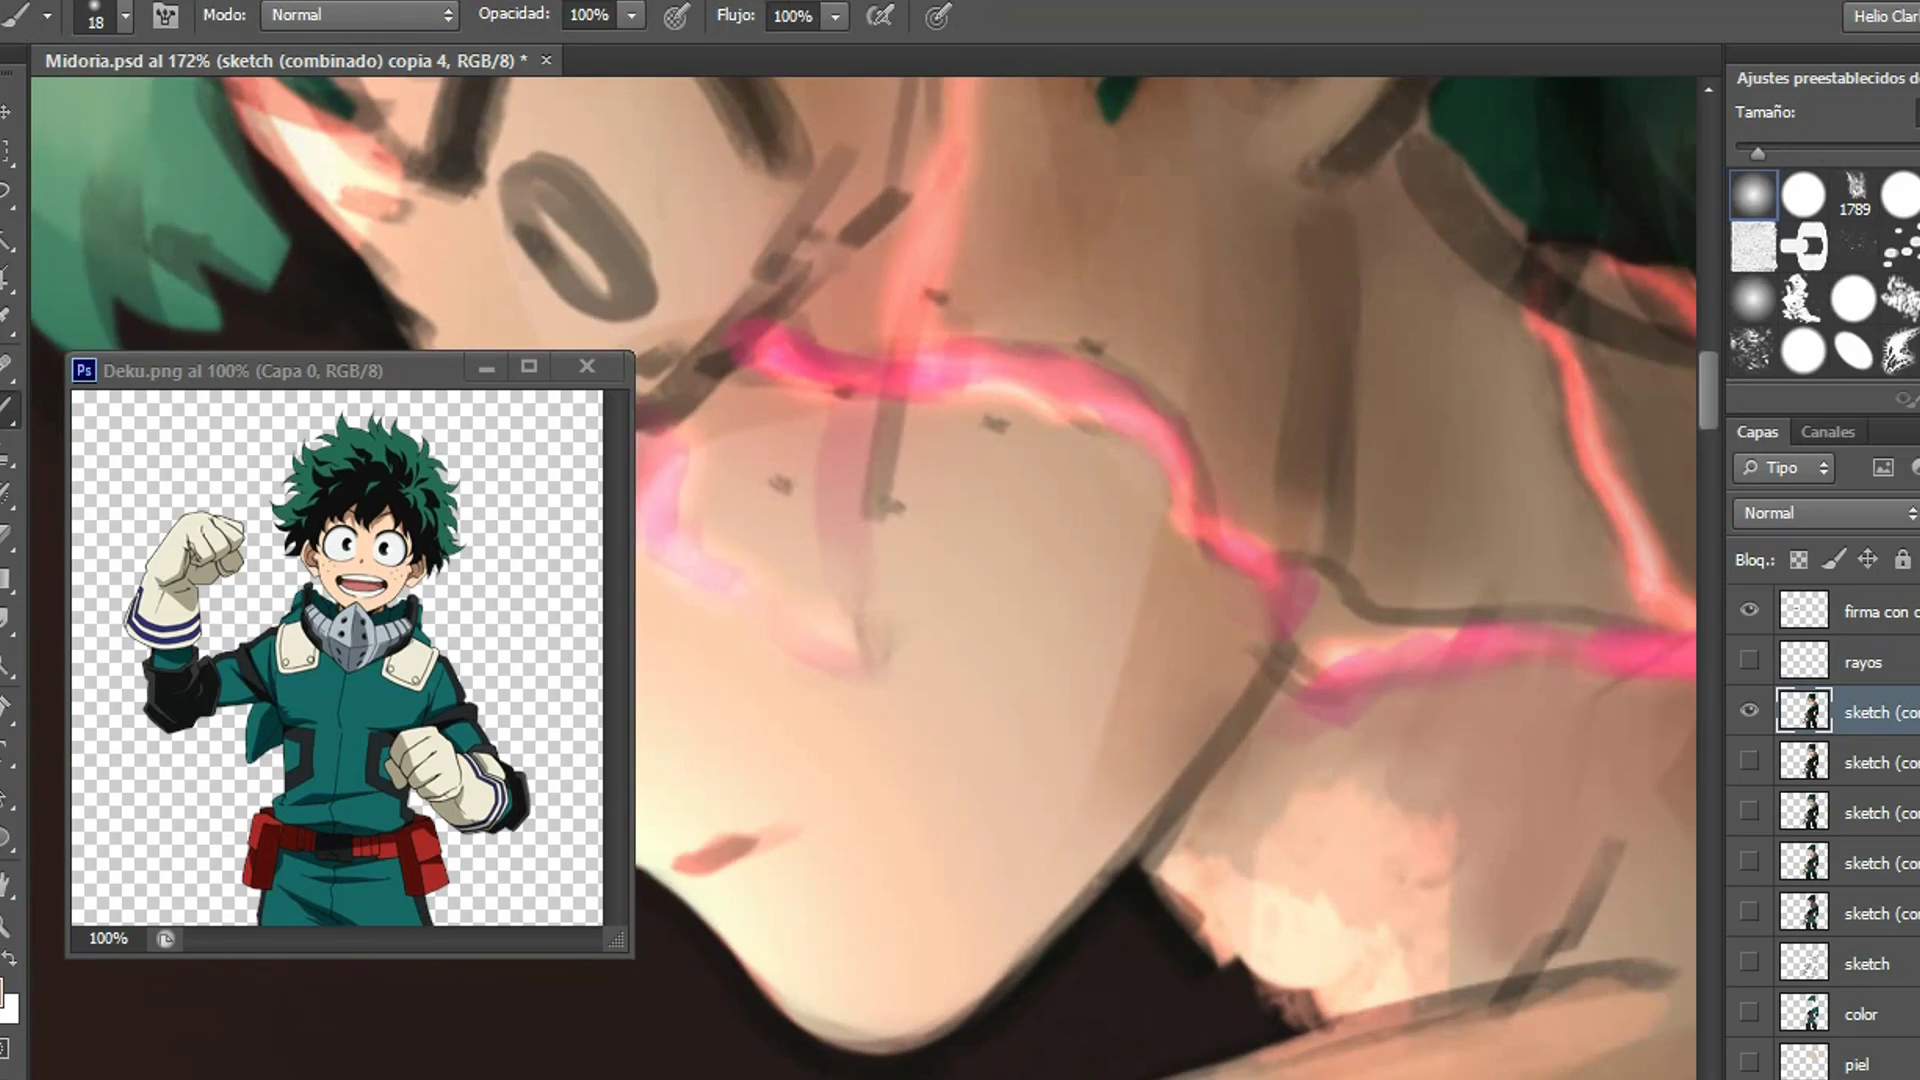 18 Modo: Normal Opacidad: 100% Flujo: 100% Helio Clar
Midoria.psd al 172% (sketch (combinado) copia 4, RGB/8) *
Ajustes preestablecidos d
Tamaño:
1789
Ps Deku.png al 100% (Capa 0, RGB/8)
Capas Canales
Tipo
Normal
Bloq.:
firma con c
rayos
sketch (co
sketch (co
sketch (co
sketch (co
sketch (co
sketch
color
piel
100%